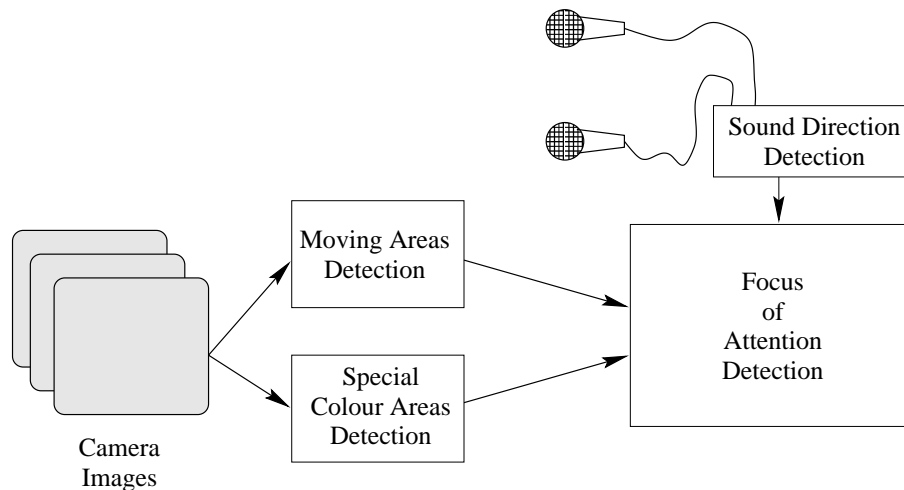 Sound Direction
Detection
Moving Areas
Detection
Focus
of
Attention
Detection
Special
Colour Areas
Detection
Camera
Images